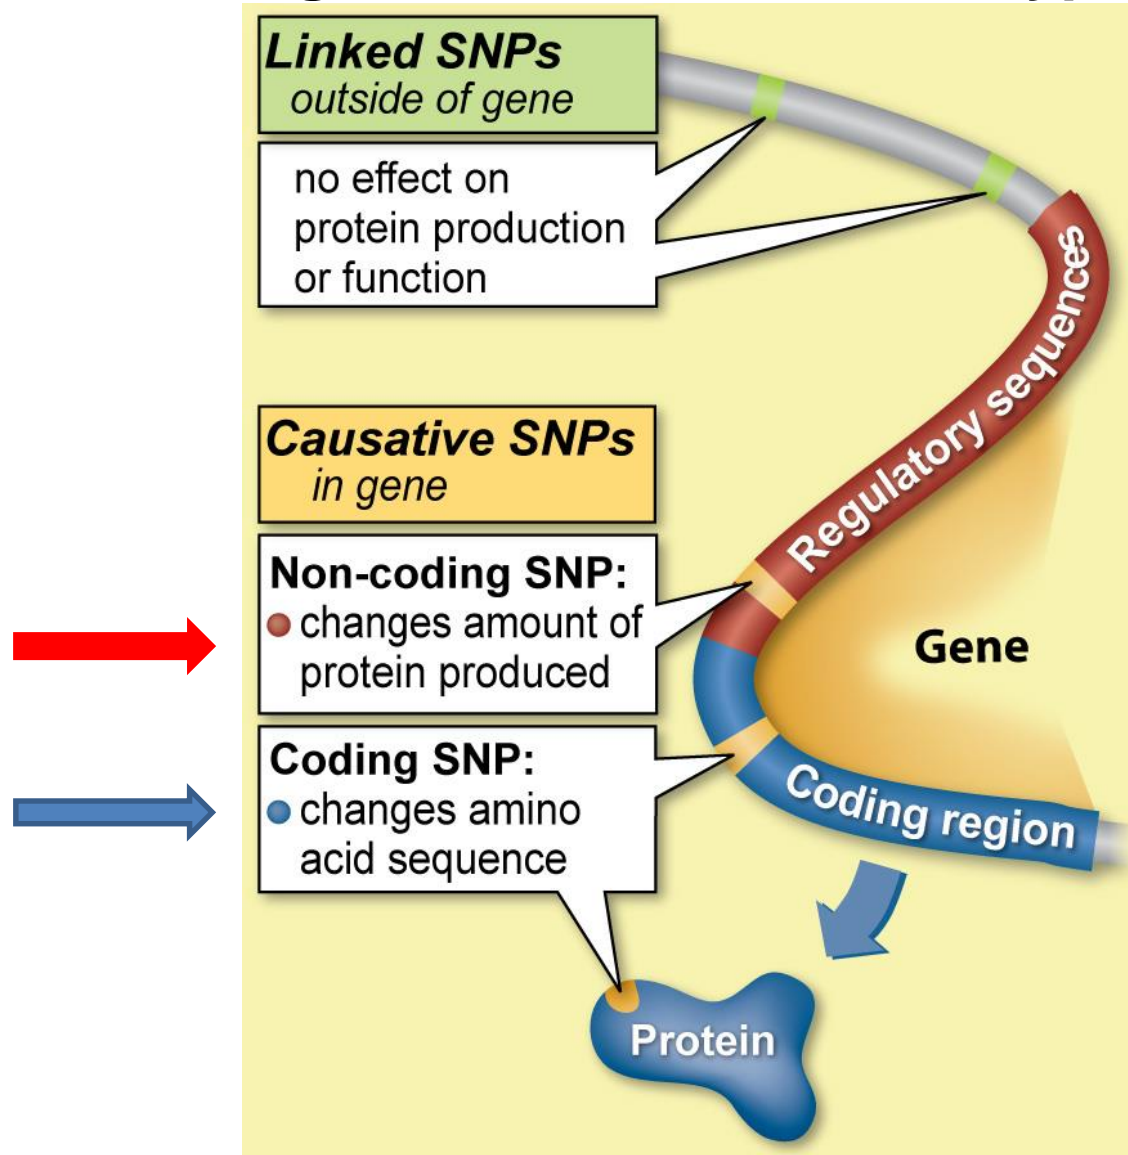 Linked SNPs
outside of gene
no effect on
protein production
or function
Regulatory sequences
Causative SNPs
in gene
Non-coding SNP:
changes amount of
protein produced
Gene
Coding SNP:
changes amino
acid sequence
Coding region
Protein